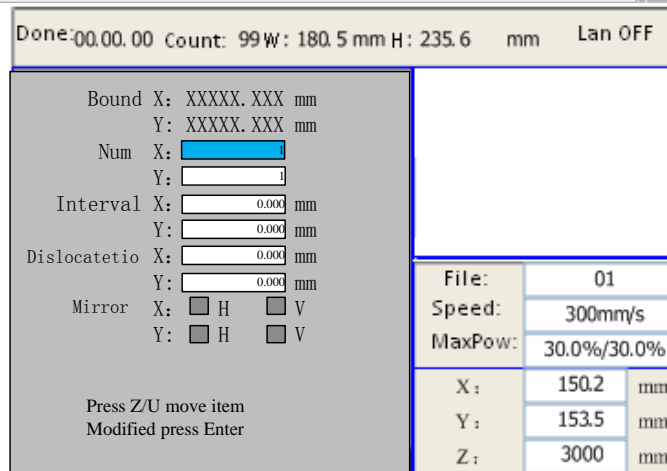 Done:00.00.00 Count: 99 W: 180.5 mm H: 235.6 mm Lan OFF
Bound X: XXXXX.XXX mm
Y: XXXXX.XXX mm
Num X: 1
Y: 1
Interval X: 0.000 mm
Y: 0.000 mm
Dislocatetio X: 0.000 mm
Y: 0.000 mm
Mirror X: H V
Y: H V
Press Z/U move item
Modified press Enter
File: 01
Speed: 300mm/s
MaxPow: 30.0%/30.0%
X: 150.2 mm
Y: 153.5 mm
Z: 3000 mm